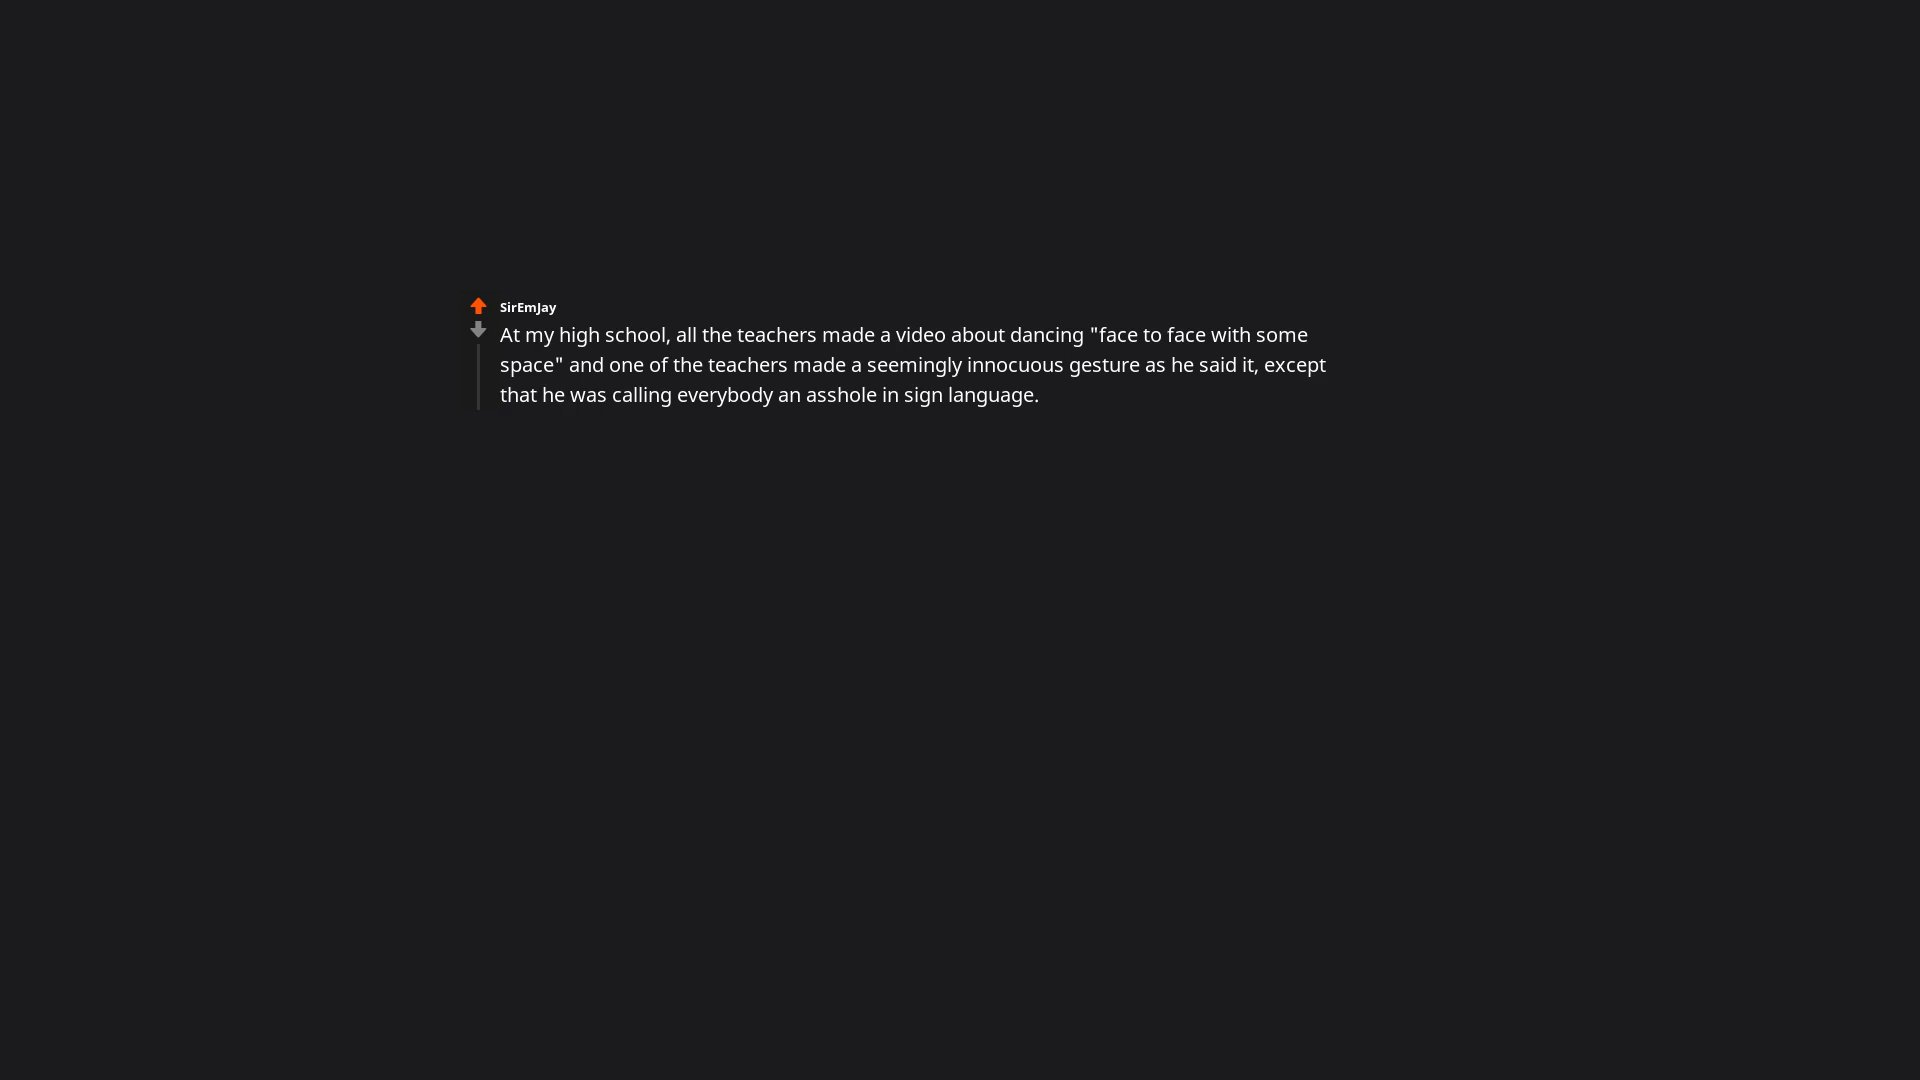 SirEmJay
At my high school, all the teachers made a video about dancing "face to face with some
space" and one of the teachers made a seemingly innocuous gesture as he said it, except
that he was calling everybody an asshole in sign language.